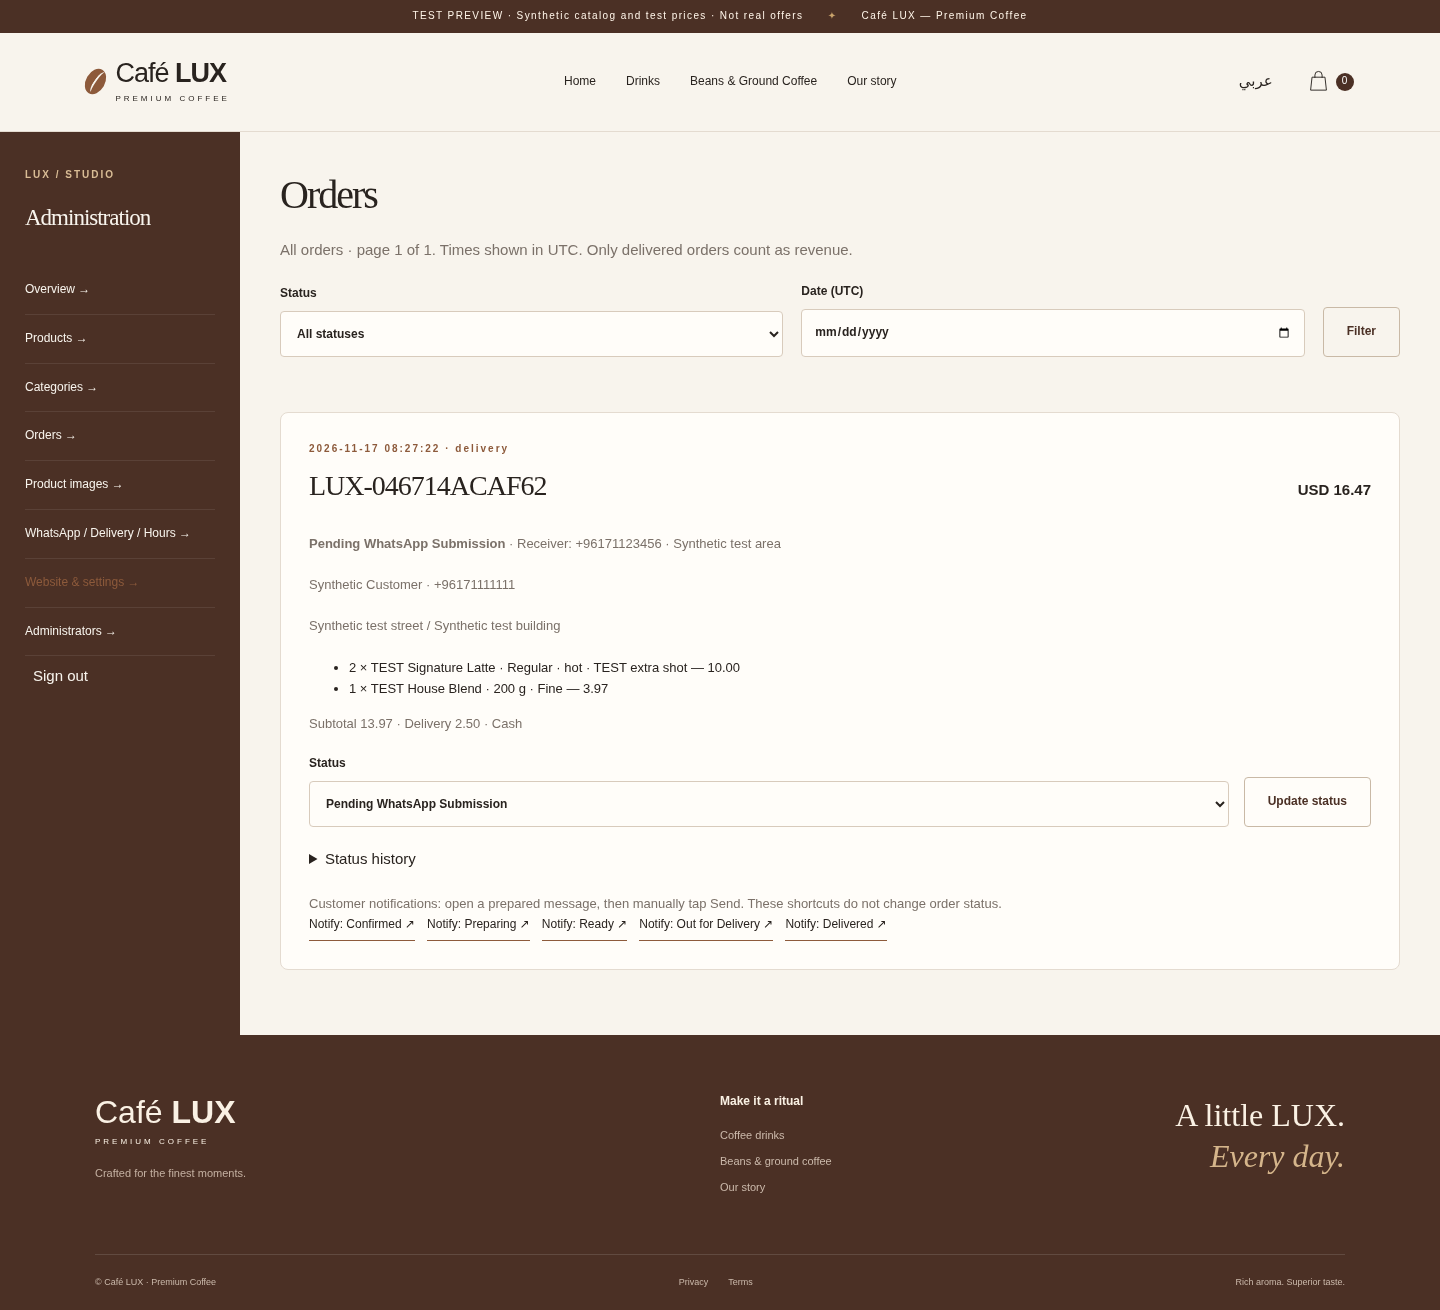 TEST PREVIEW · Synthetic catalog and test prices · Not real offers ✦ Café LUX — Premium Coffee
Café LUX
PREMIUM COFFEE
Home Drinks Beans & Ground Coffee Our story
عربي
0
LUX / STUDIO
Administration
Overview →
Products →
Categories →
Orders →
Product images →
WhatsApp / Delivery / Hours →
Website & settings →
Administrators →
Sign out
Orders
All orders · page 1 of 1. Times shown in UTC. Only delivered orders count as revenue.
Status
All statuses
Date (UTC)
mm/dd/yyyy
Filter
2026-11-17 08:27:22 · delivery
LUX-046714ACAF62
USD 16.47
Pending WhatsApp Submission · Receiver: +96171123456 · Synthetic test area
Synthetic Customer · +96171111111
Synthetic test street / Synthetic test building
• 2 × TEST Signature Latte · Regular · hot · TEST extra shot — 10.00
• 1 × TEST House Blend · 200 g · Fine — 3.97
Subtotal 13.97 · Delivery 2.50 · Cash
Status
Pending WhatsApp Submission
Update status
▶ Status history
Customer notifications: open a prepared message, then manually tap Send. These shortcuts do not change order status.
Notify: Confirmed ↗ Notify: Preparing ↗ Notify: Ready ↗ Notify: Out for Delivery ↗ Notify: Delivered ↗
Café LUX
PREMIUM COFFEE
Crafted for the finest moments.
Make it a ritual
Coffee drinks
Beans & ground coffee
Our story
A little LUX.
Every day.
© Café LUX · Premium Coffee
Privacy Terms
Rich aroma. Superior taste.